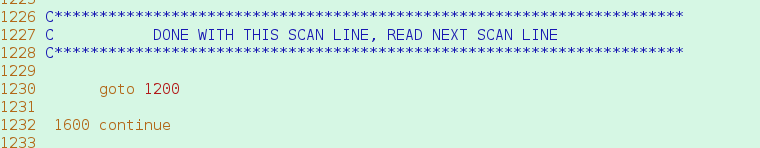 1226 C**********************************************************************
1227 C           DONE WITH THIS SCAN LINE, READ NEXT SCAN LINE
1228 C**********************************************************************
1229
1230       goto 1200
1231
1232  1600 continue
1233